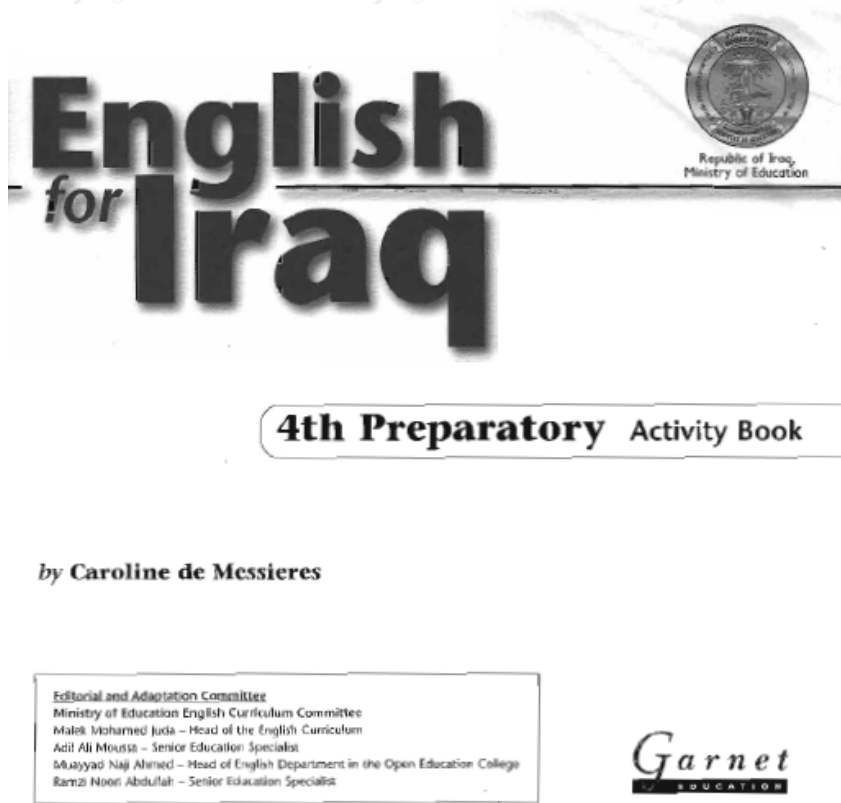 English
for Iraq
Republic of Iraq,
Ministry of Education
4th Preparatory Activity Book
by Caroline de Messieres
Editorial and Adaptation Committee
Ministry of Education English Curriculum Committee
Malek Mohamed Juda – Head of the English Curriculum
Adil Ali Moussa – Senior Education Specialist
Muayyad Naji Ahmed – Head of English Department in the Open Education College
Ramzi Noori Abdullah – Senior Education Specialist
Garnet
EDUCATION